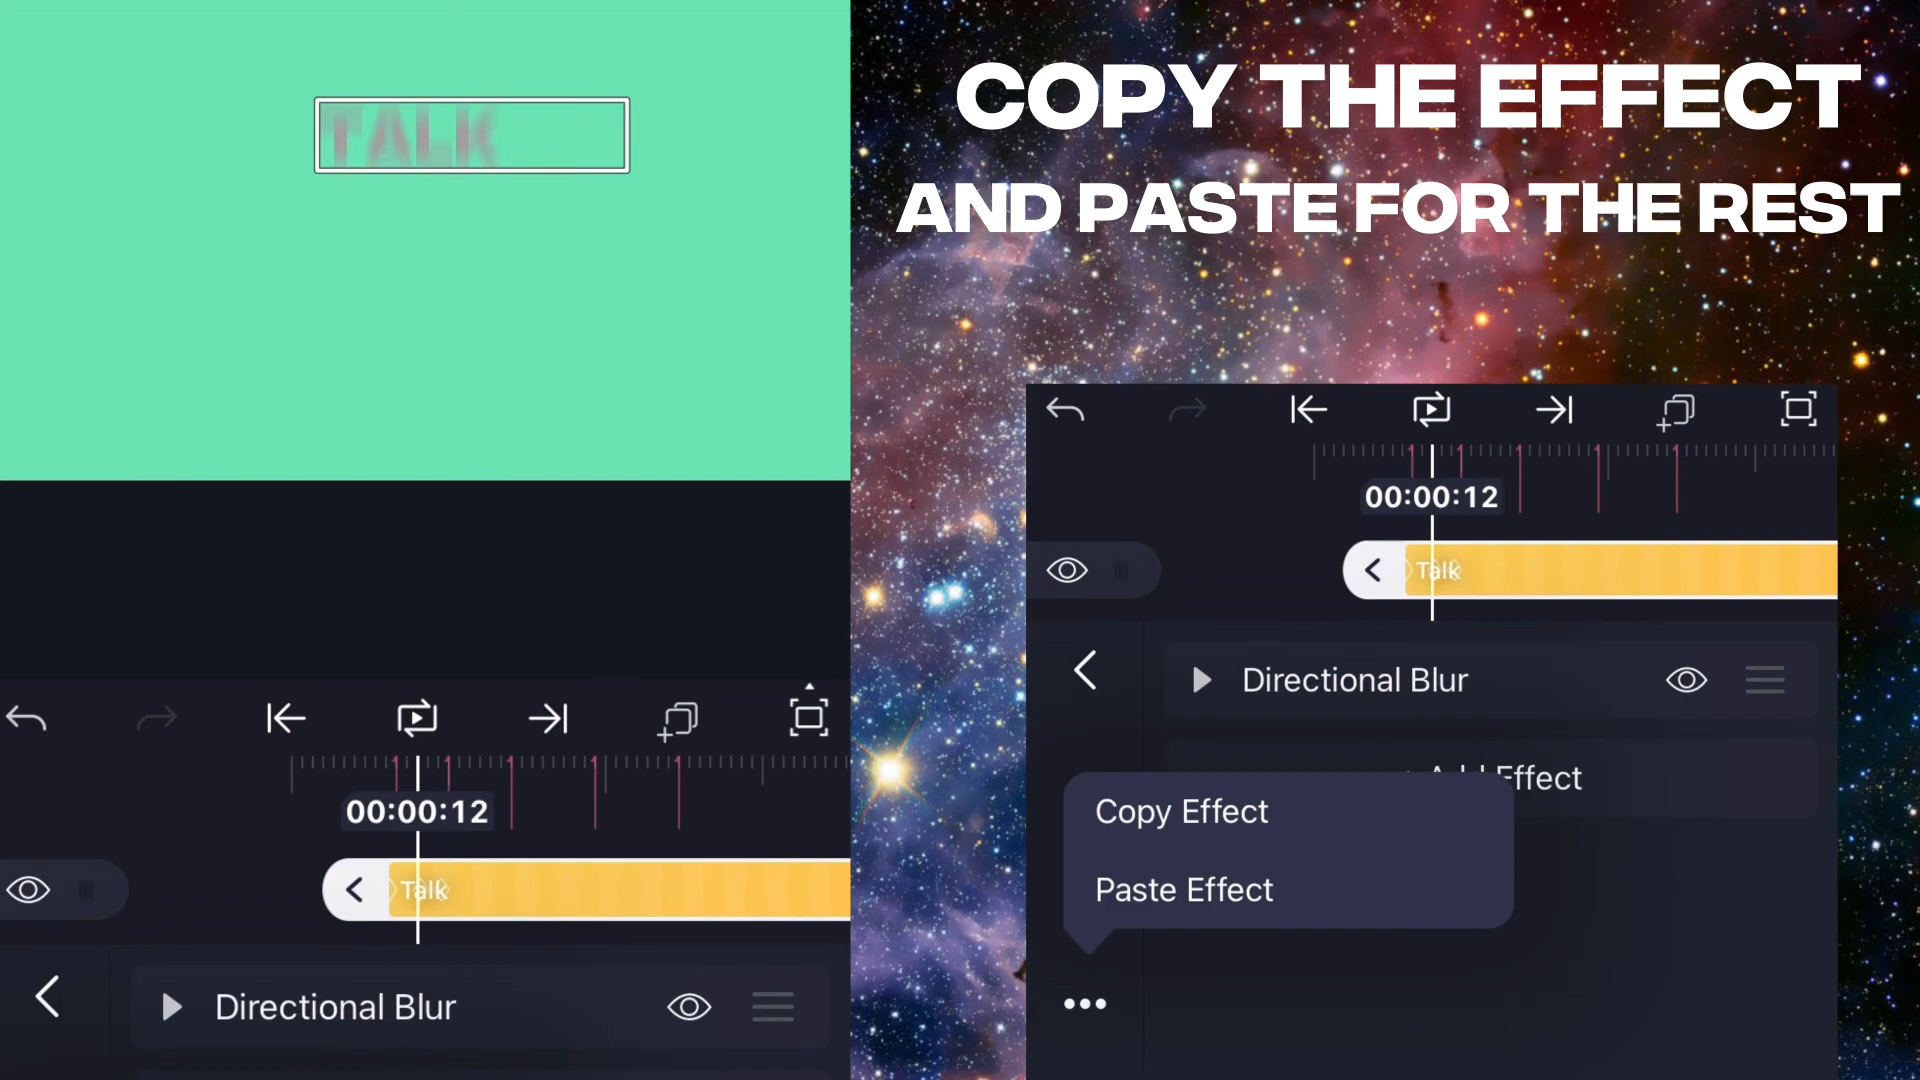 TALK
00:00:12
Talk
Directional Blur
COPY THE EFFECT
AND PASTE FOR THE REST
00:00:12
Talk
Directional Blur
Effect
Copy Effect
Paste Effect